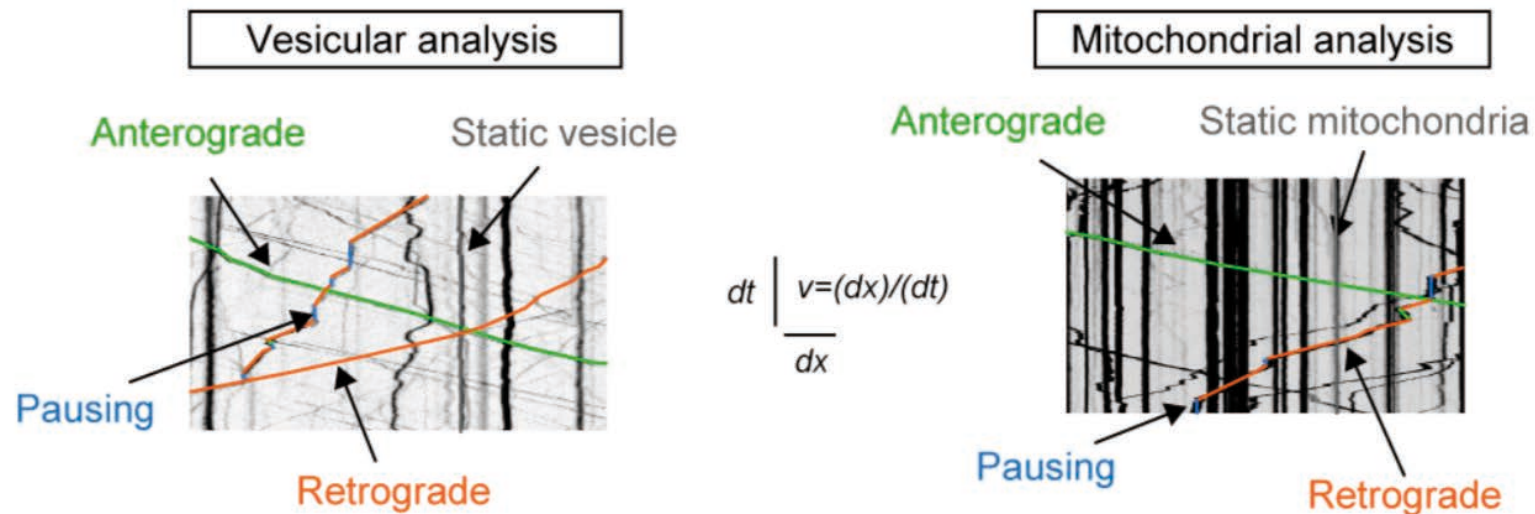 Vesicular analysis
Anterograde
Static vesicle
Pausing
Retrograde
dt
v=(dx)/(dt)
dx
Mitochondrial analysis
Anterograde
Static mitochondria
Pausing
Retrograde